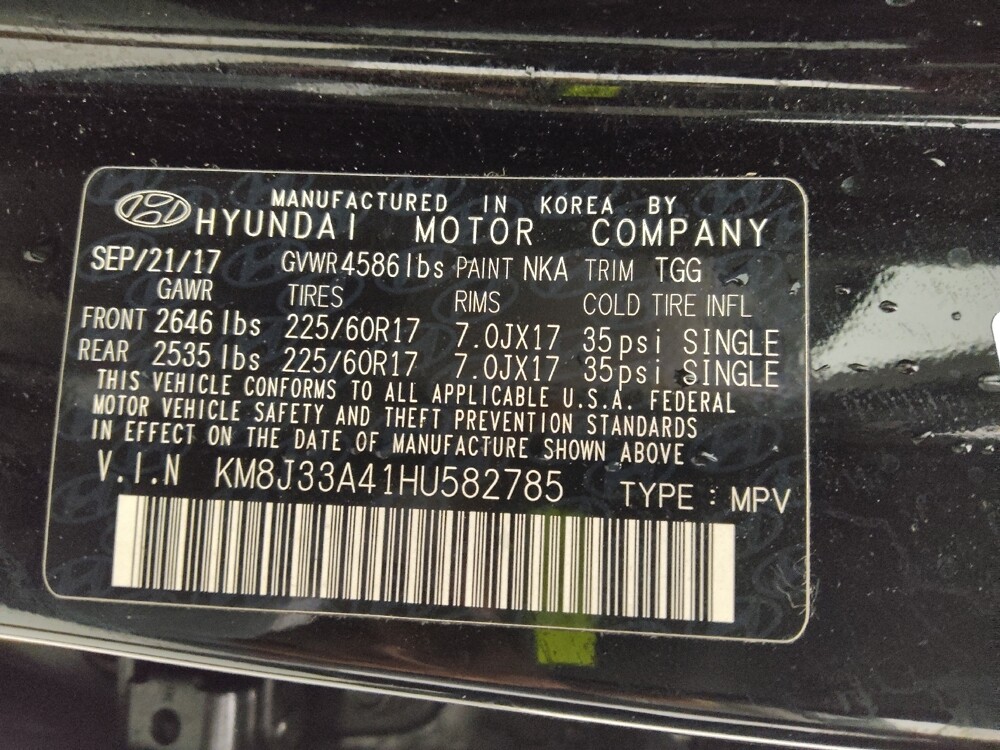 MANUFACTURED IN KOREA BY
HYUNDAI MOTOR COMPANY
SEP/21/17 GVWR 4586lbs PAINT NKA TRIM TGG
GAWR TIRES RIMS COLD TIRE INFL
FRONT 2646 lbs 225/60R17 7.0JX17 35psi SINGLE
REAR 2535 lbs 225/60R17 7.0JX17 35psi SINGLE
THIS VEHICLE CONFORMS TO ALL APPLICABLE U.S.A. FEDERAL
MOTOR VEHICLE SAFETY AND THEFT PREVENTION STANDARDS
IN EFFECT ON THE DATE OF MANUFACTURE SHOWN ABOVE
V.I.N KM8J33A41HU582785 TYPE : MPV